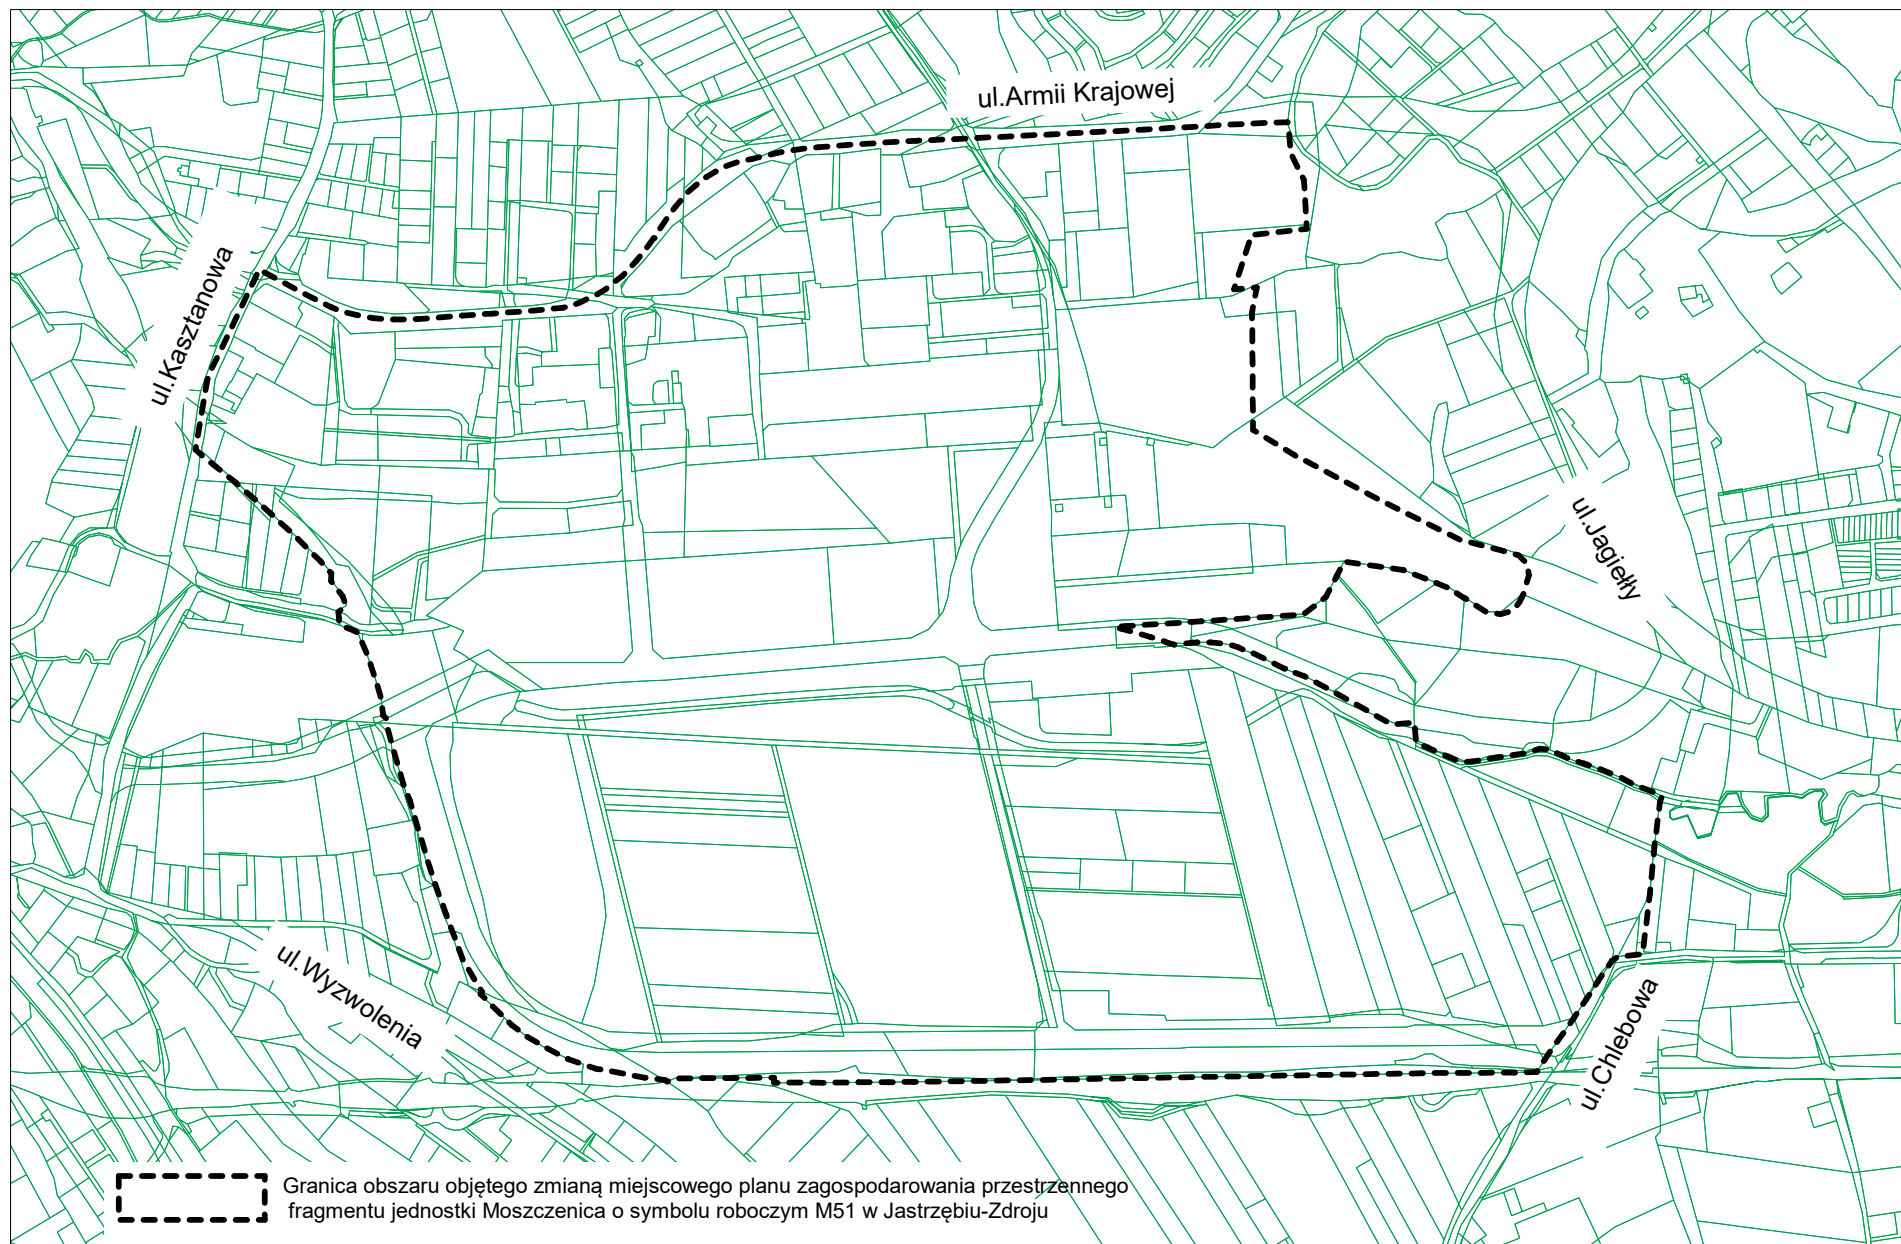 ul.Armii Krajowej
ul.Kasztanowa
ul.Jagiełły
ul.Wyzwolenia
ul.Chlebowa
Granica obszaru objętego zmianą miejscowego planu zagospodarowania przestrzennego
fragmentu jednostki Moszczenica o symbolu roboczym M51 w Jastrzębiu-Zdroju